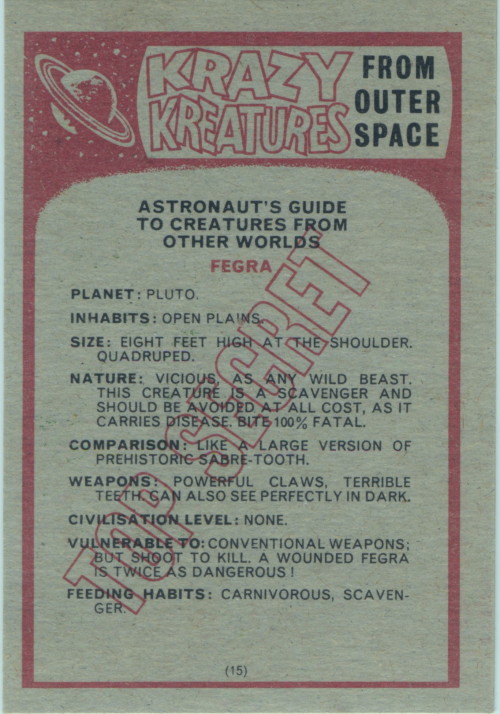 KRAZY KREATURES FROM OUTER SPACE
ASTRONAUT'S GUIDE
TO CREATURES FROM
OTHER WORLDS
FEGRA
PLANET: PLUTO.
INHABITS: OPEN PLAINS.
SIZE: EIGHT FEET HIGH AT THE SHOULDER.
QUADRUPED.
NATURE: VICIOUS, AS ANY WILD BEAST.
THIS CREATURE IS A SCAVENGER AND
SHOULD BE AVOIDED AT ALL COST, AS IT
CARRIES DISEASE. BITE 100% FATAL.
COMPARISON: LIKE A LARGE VERSION OF
PREHISTORIC SABRE-TOOTH.
WEAPONS: POWERFUL CLAWS, TERRIBLE
TEETH. CAN ALSO SEE PERFECTLY IN DARK.
CIVILISATION LEVEL: NONE.
VULNERABLE TO: CONVENTIONAL WEAPONS;
BUT SHOOT TO KILL. A WOUNDED FEGRA
IS TWICE AS DANGEROUS!
FEEDING HABITS: CARNIVOROUS, SCAVEN-
GER.
TOP SECRET
(15)